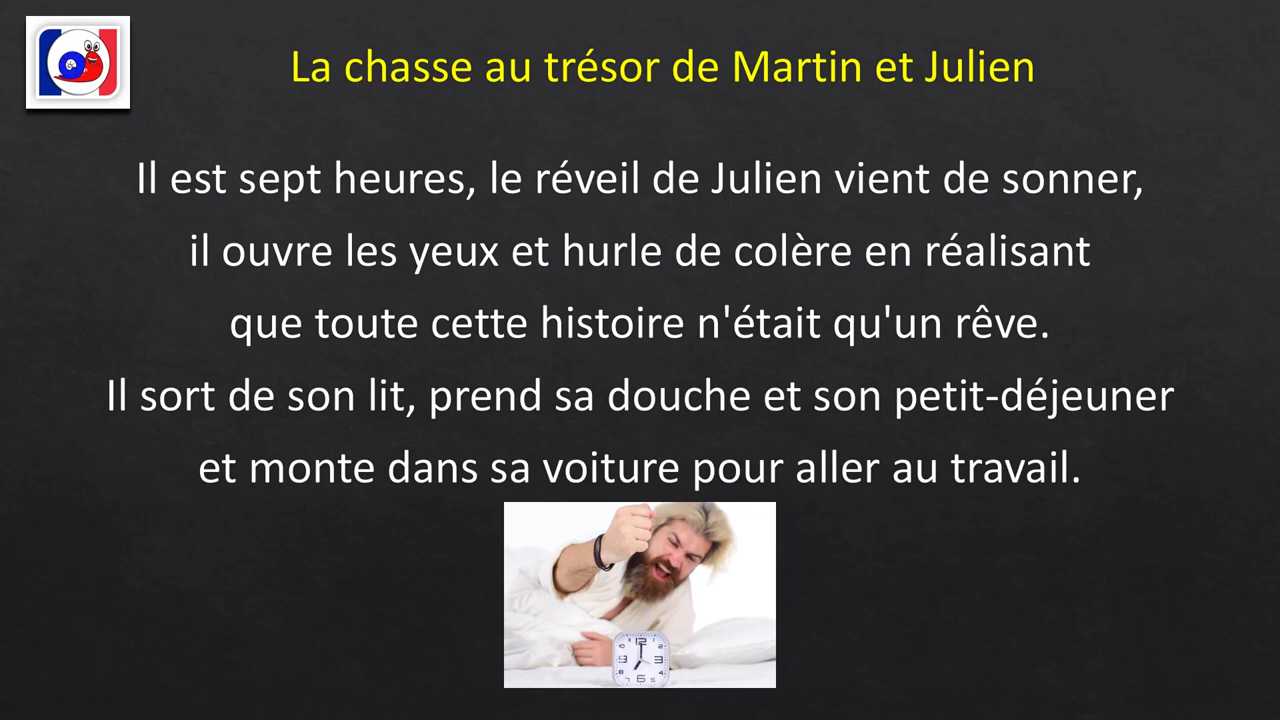 La chasse au trésor de Martin et Julien
Il est sept heures, le réveil de Julien vient de sonner,
il ouvre les yeux et hurle de colère en réalisant
que toute cette histoire n'était qu'un rêve.
Il sort de son lit, prend sa douche et son petit-déjeuner
et monte dans sa voiture pour aller au travail.